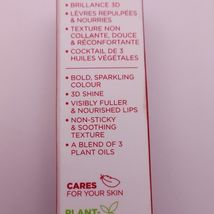 • BRILLANCE 3D
• LÈVRES REPULPÉES
& NOURRIES
• TEXTURE NON
COLLANTE, DOUCE
& RÉCONFORTANTE
• COCKTAIL DE 3
HUILES VÉGÉTALES
• BOLD, SPARKLING
COLOUR
• 3D SHINE
• VISIBLY FULLER
& NOURISHED LIPS
• NON-STICKY
& SOOTHING
TEXTURE
• A BLEND OF 3
PLANT OILS
CARES
FOR YOUR SKIN
PLANT-